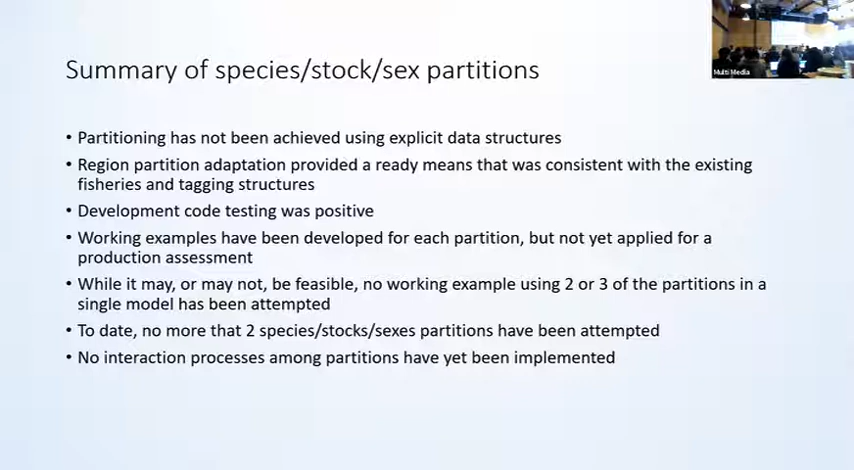 Multi Media
Summary of species/stock/sex partitions
• Partitioning has not been achieved using explicit data structures
• Region partition adaptation provided a ready means that was consistent with the existing
fisheries and tagging structures
• Development code testing was positive
• Working examples have been developed for each partition, but not yet applied for a
production assessment
• While it may, or may not, be feasible, no working example using 2 or 3 of the partitions in a
single model has been attempted
• To date, no more that 2 species/stocks/sexes partitions have been attempted
• No interaction processes among partitions have yet been implemented